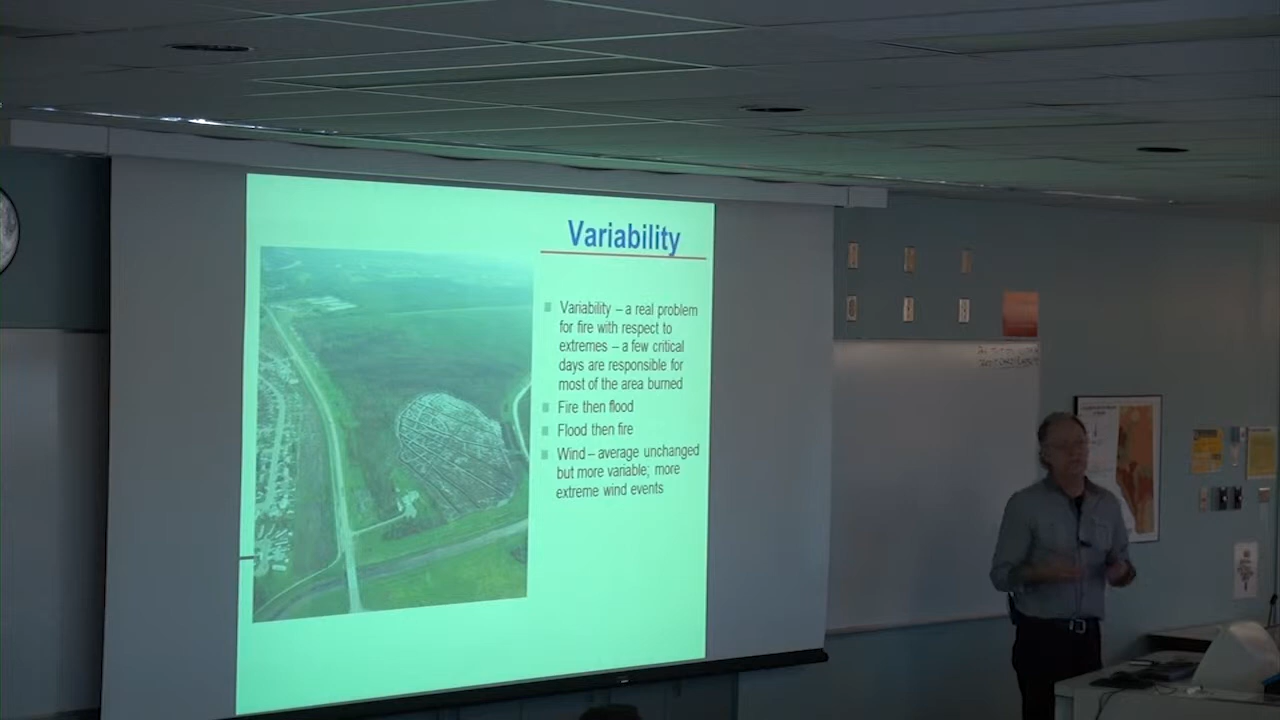 Variability
Variability – a real problem
for fire with respect to
extremes – a few critical
days are responsible for
most of the area burned
Fire then flood
Flood then fire
Wind – average unchanged
but more variable; more
extreme wind events